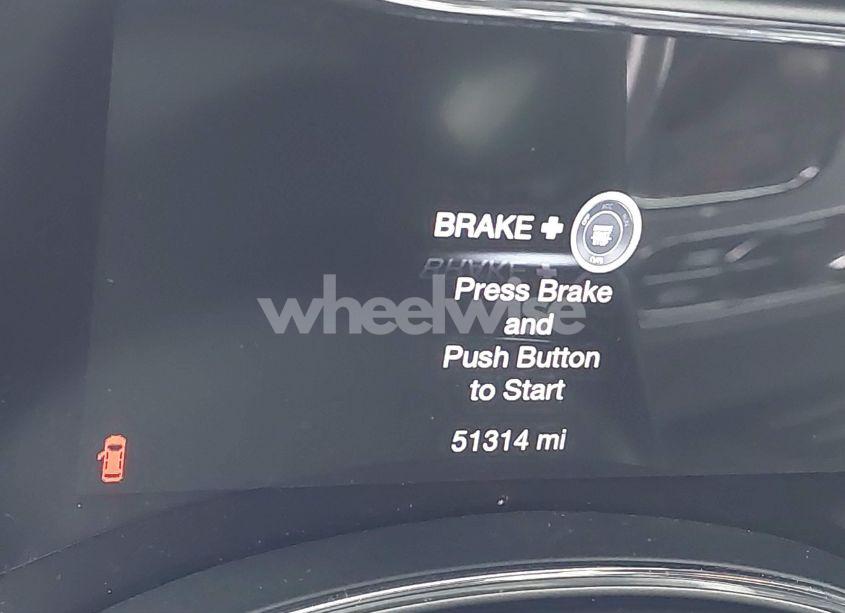 BRAKE +
Press Brake
and
Push Button
to Start
51314 mi
wheelwise